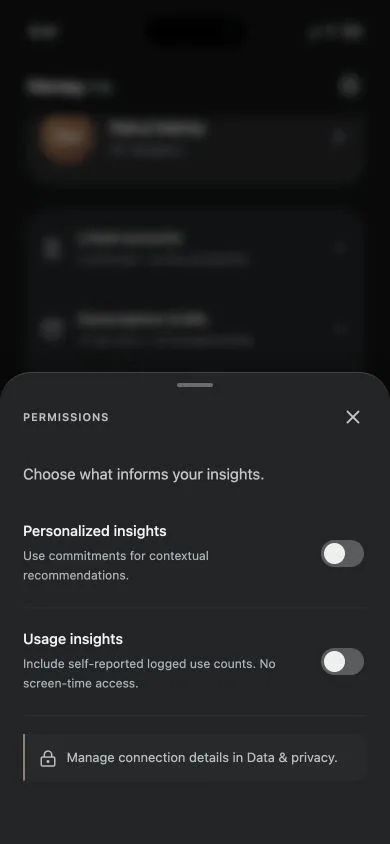 PERMISSIONS
Choose what informs your insights.
Personalized insights
Use commitments for contextual
recommendations.
Usage insights
Include self-reported logged use counts. No
screen-time access.
Manage connection details in Data & privacy.